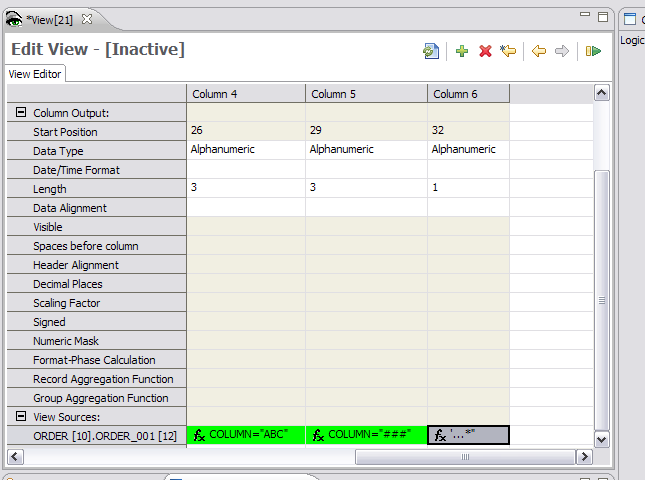 *View[21]
Edit View - [Inactive]
Logic
View Editor
Column 4 Column 5 Column 6
Column Output:
Start Position 26 29 32
Data Type Alphanumeric Alphanumeric Alphanumeric
Date/Time Format
Length 3 3 1
Data Alignment
Visible
Spaces before column
Header Alignment
Decimal Places
Scaling Factor
Signed
Numeric Mask
Format-Phase Calculation
Record Aggregation Function
Group Aggregation Function
View Sources:
ORDER [10].ORDER_001 [12] fx COLUMN="ABC" fx COLUMN="###" fx '...*"